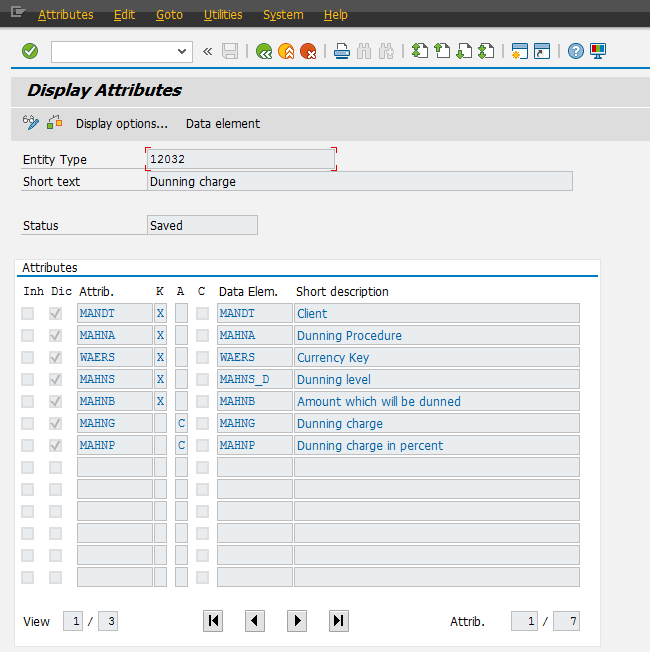 Attributes Edit Goto Utilities System Help
Display Attributes
Display options... Data element
Entity Type 12032
Short text Dunning charge
Status Saved
Attributes
Inh Dic Attrib. K A C Data Elem. Short description
MANDT X MANDT Client
MAHNA X MAHNA Dunning Procedure
WAERS X WAERS Currency Key
MAHNS X MAHNS_D Dunning level
MAHNB X MAHNB Amount which will be dunned
MAHNG C MAHNG Dunning charge
MAHNP C MAHNP Dunning charge in percent
View 1 / 3 Attrib. 1 / 7